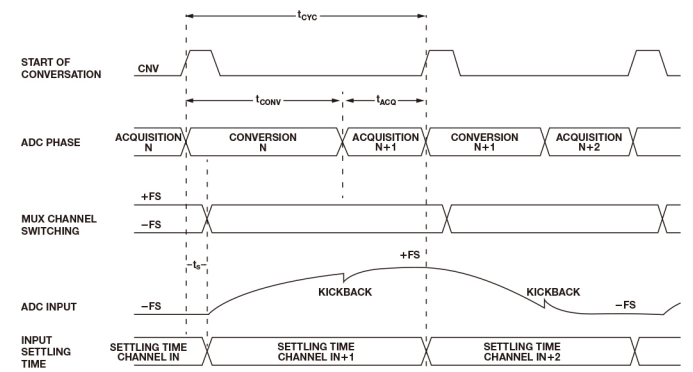 tCYC
START OF
CONVERSATION
CNV
tCONV
tACQ
ADC PHASE
ACQUISITION
N
CONVERSION
N
ACQUISITION
N+1
CONVERSION
N+1
ACQUISITION
N+2
MUX CHANNEL
SWITCHING
+FS
–FS
tS
ADC INPUT
–FS
+FS
KICKBACK
KICKBACK
–FS
INPUT
SETTLING
TIME
SETTLING TIME
CHANNEL IN
SETTLING TIME
CHANNEL IN+1
SETTLING TIME
CHANNEL IN+2